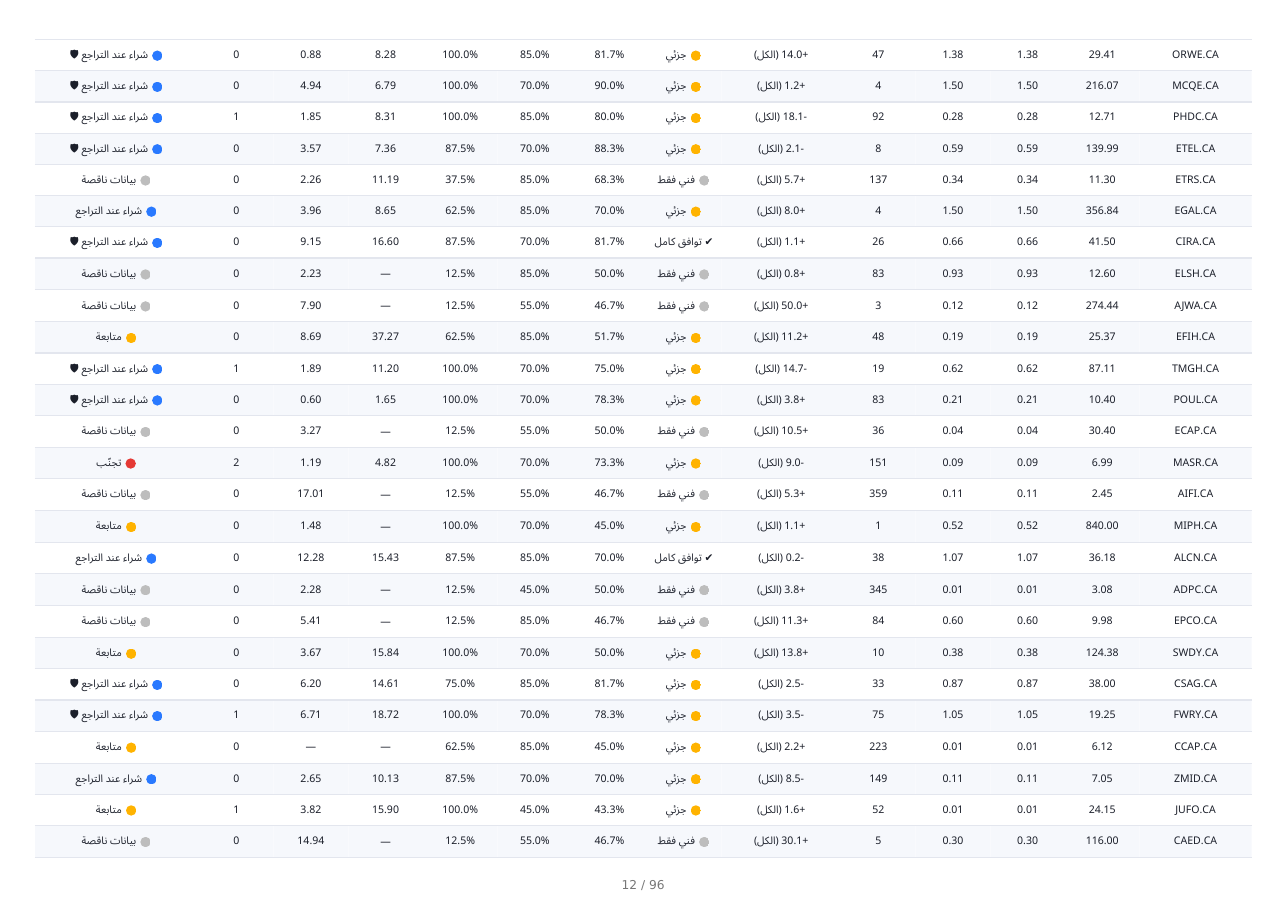 ORWE.CA 29.41 1.38 1.38 47 +14.0 (الكل) جزئي 81.7% 85.0% 100.0% 8.28 0.88 0 شراء عند التراجع
MCQE.CA 216.07 1.50 1.50 4 +1.2 (الكل) جزئي 90.0% 70.0% 100.0% 6.79 4.94 0 شراء عند التراجع
PHDC.CA 12.71 0.28 0.28 92 -18.1 (الكل) جزئي 80.0% 85.0% 100.0% 8.31 1.85 1 شراء عند التراجع
ETEL.CA 139.99 0.59 0.59 8 -2.1 (الكل) جزئي 88.3% 70.0% 87.5% 7.36 3.57 0 شراء عند التراجع
ETRS.CA 11.30 0.34 0.34 137 +5.7 (الكل) فني فقط 68.3% 85.0% 37.5% 11.19 2.26 0 بيانات ناقصة
EGAL.CA 356.84 1.50 1.50 4 +8.0 (الكل) جزئي 70.0% 85.0% 62.5% 8.65 3.96 0 شراء عند التراجع
CIRA.CA 41.50 0.66 0.66 26 +1.1 (الكل) ✔ توافق كامل 81.7% 70.0% 87.5% 16.60 9.15 0 شراء عند التراجع
ELSH.CA 12.60 0.93 0.93 83 +0.8 (الكل) فني فقط 50.0% 85.0% 12.5% — 2.23 0 بيانات ناقصة
AJWA.CA 274.44 0.12 0.12 3 +50.0 (الكل) فني فقط 46.7% 55.0% 12.5% — 7.90 0 بيانات ناقصة
EFIH.CA 25.37 0.19 0.19 48 +11.2 (الكل) جزئي 51.7% 85.0% 62.5% 37.27 8.69 0 متابعة
TMGH.CA 87.11 0.62 0.62 19 -14.7 (الكل) جزئي 75.0% 70.0% 100.0% 11.20 1.89 1 شراء عند التراجع
POUL.CA 10.40 0.21 0.21 83 +3.8 (الكل) جزئي 78.3% 70.0% 100.0% 1.65 0.60 0 شراء عند التراجع
ECAP.CA 30.40 0.04 0.04 36 +10.5 (الكل) فني فقط 50.0% 55.0% 12.5% — 3.27 0 بيانات ناقصة
MASR.CA 6.99 0.09 0.09 151 -9.0 (الكل) جزئي 73.3% 70.0% 100.0% 4.82 1.19 2 تجنّب
AIFI.CA 2.45 0.11 0.11 359 +5.3 (الكل) فني فقط 46.7% 55.0% 12.5% — 17.01 0 بيانات ناقصة
MIPH.CA 840.00 0.52 0.52 1 +1.1 (الكل) جزئي 45.0% 70.0% 100.0% — 1.48 0 متابعة
ALCN.CA 36.18 1.07 1.07 38 -0.2 (الكل) ✔ توافق كامل 70.0% 85.0% 87.5% 15.43 12.28 0 شراء عند التراجع
ADPC.CA 3.08 0.01 0.01 345 +3.8 (الكل) فني فقط 50.0% 45.0% 12.5% — 2.28 0 بيانات ناقصة
EPCO.CA 9.98 0.60 0.60 84 +11.3 (الكل) فني فقط 46.7% 85.0% 12.5% — 5.41 0 بيانات ناقصة
SWDY.CA 124.38 0.38 0.38 10 +13.8 (الكل) جزئي 50.0% 70.0% 100.0% 15.84 3.67 0 متابعة
CSAG.CA 38.00 0.87 0.87 33 -2.5 (الكل) جزئي 81.7% 85.0% 75.0% 14.61 6.20 0 شراء عند التراجع
FWRY.CA 19.25 1.05 1.05 75 -3.5 (الكل) جزئي 78.3% 70.0% 100.0% 18.72 6.71 1 شراء عند التراجع
CCAP.CA 6.12 0.01 0.01 223 +2.2 (الكل) جزئي 45.0% 85.0% 62.5% — — 0 متابعة
ZMID.CA 7.05 0.11 0.11 149 -8.5 (الكل) جزئي 70.0% 70.0% 87.5% 10.13 2.65 0 شراء عند التراجع
JUFO.CA 24.15 0.01 0.01 52 +1.6 (الكل) جزئي 43.3% 45.0% 100.0% 15.90 3.82 1 متابعة
CAED.CA 116.00 0.30 0.30 5 +30.1 (الكل) فني فقط 46.7% 55.0% 12.5% — 14.94 0 بيانات ناقصة
12 / 96